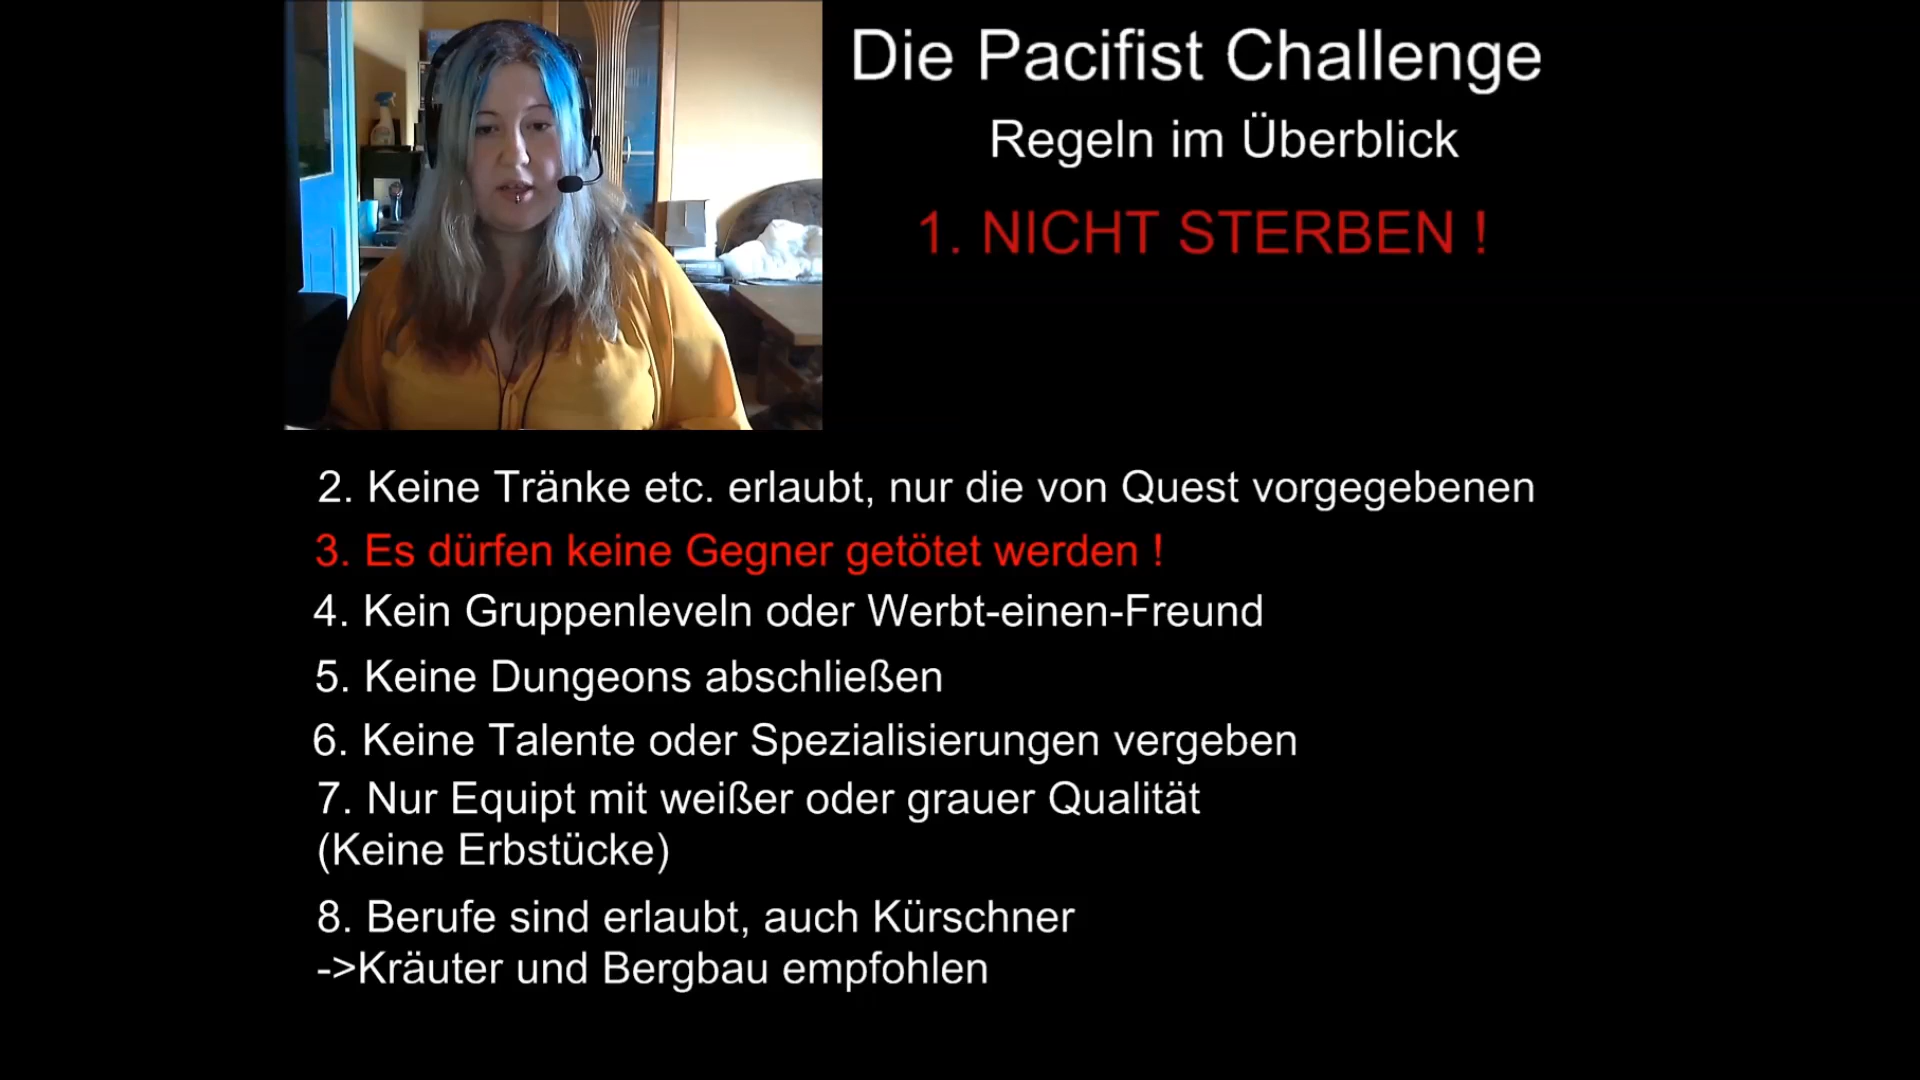 Die Pacifist Challenge
Regeln im Überblick
1. NICHT STERBEN !
2. Keine Tränke etc. erlaubt, nur die von Quest vorgegebenen
3. Es dürfen keine Gegner getötet werden !
4. Kein Gruppenleveln oder Werbt-einen-Freund
5. Keine Dungeons abschließen
6. Keine Talente oder Spezialisierungen vergeben
7. Nur Equipt mit weißer oder grauer Qualität
(Keine Erbstücke)
8. Berufe sind erlaubt, auch Kürschner
->Kräuter und Bergbau empfohlen